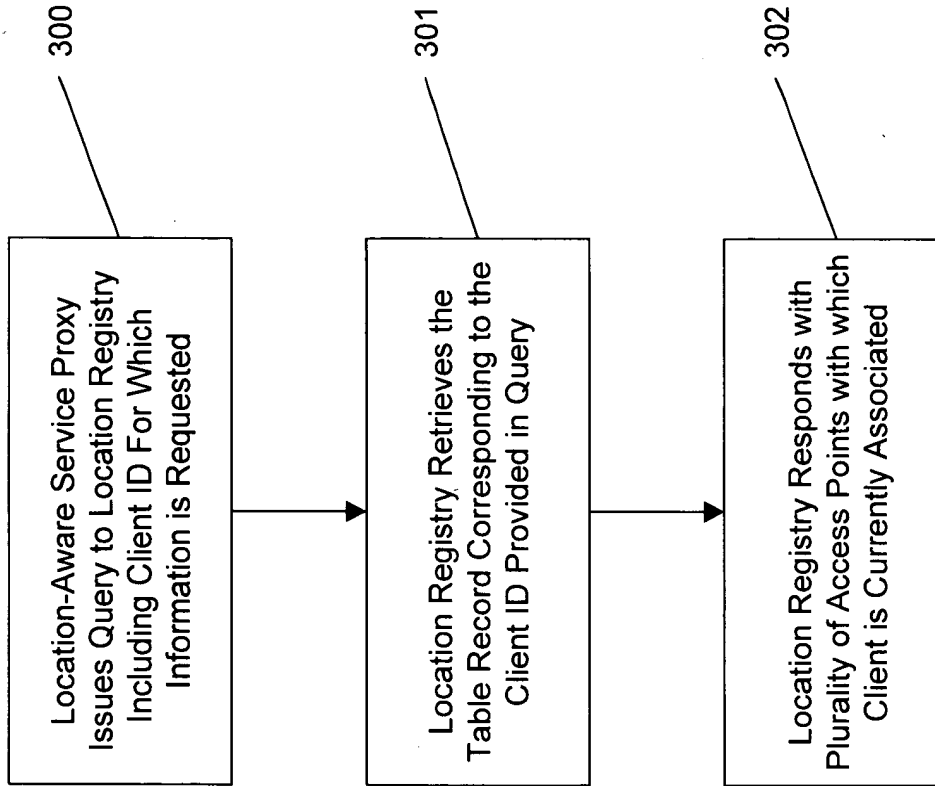 Location-Aware Service Proxy
Issues Query to Location Registry
Including Client ID For Which
Information is Requested
300
Location Registry Retrieves the
Table Record Corresponding to the
Client ID Provided in Query
301
Location Registry Responds with
Plurality of Access Points with which
Client is Currently Associated
302